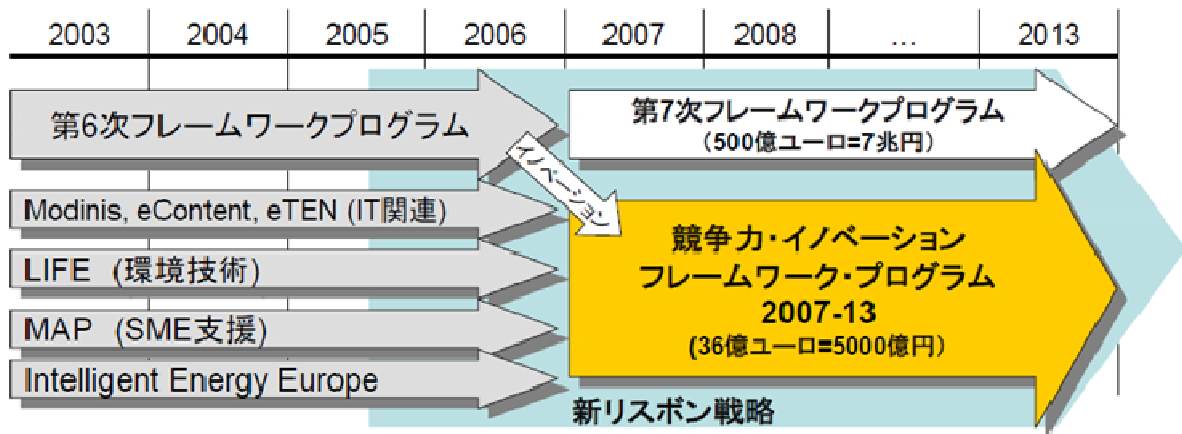 2003 2004 2005 2006 2007 2008 ... 2013
第6次フレームワークプログラム
第7次フレームワークプログラム
（500億ユーロ=7兆円）
イノベーション
Modinis, eContent, eTEN (IT関連)
LIFE （環境技術）
MAP （SME支援）
Intelligent Energy Europe
競争力・イノベーション
フレームワーク・プログラム
2007-13
(36億ユーロ=5000億円）
新リスボン戦略